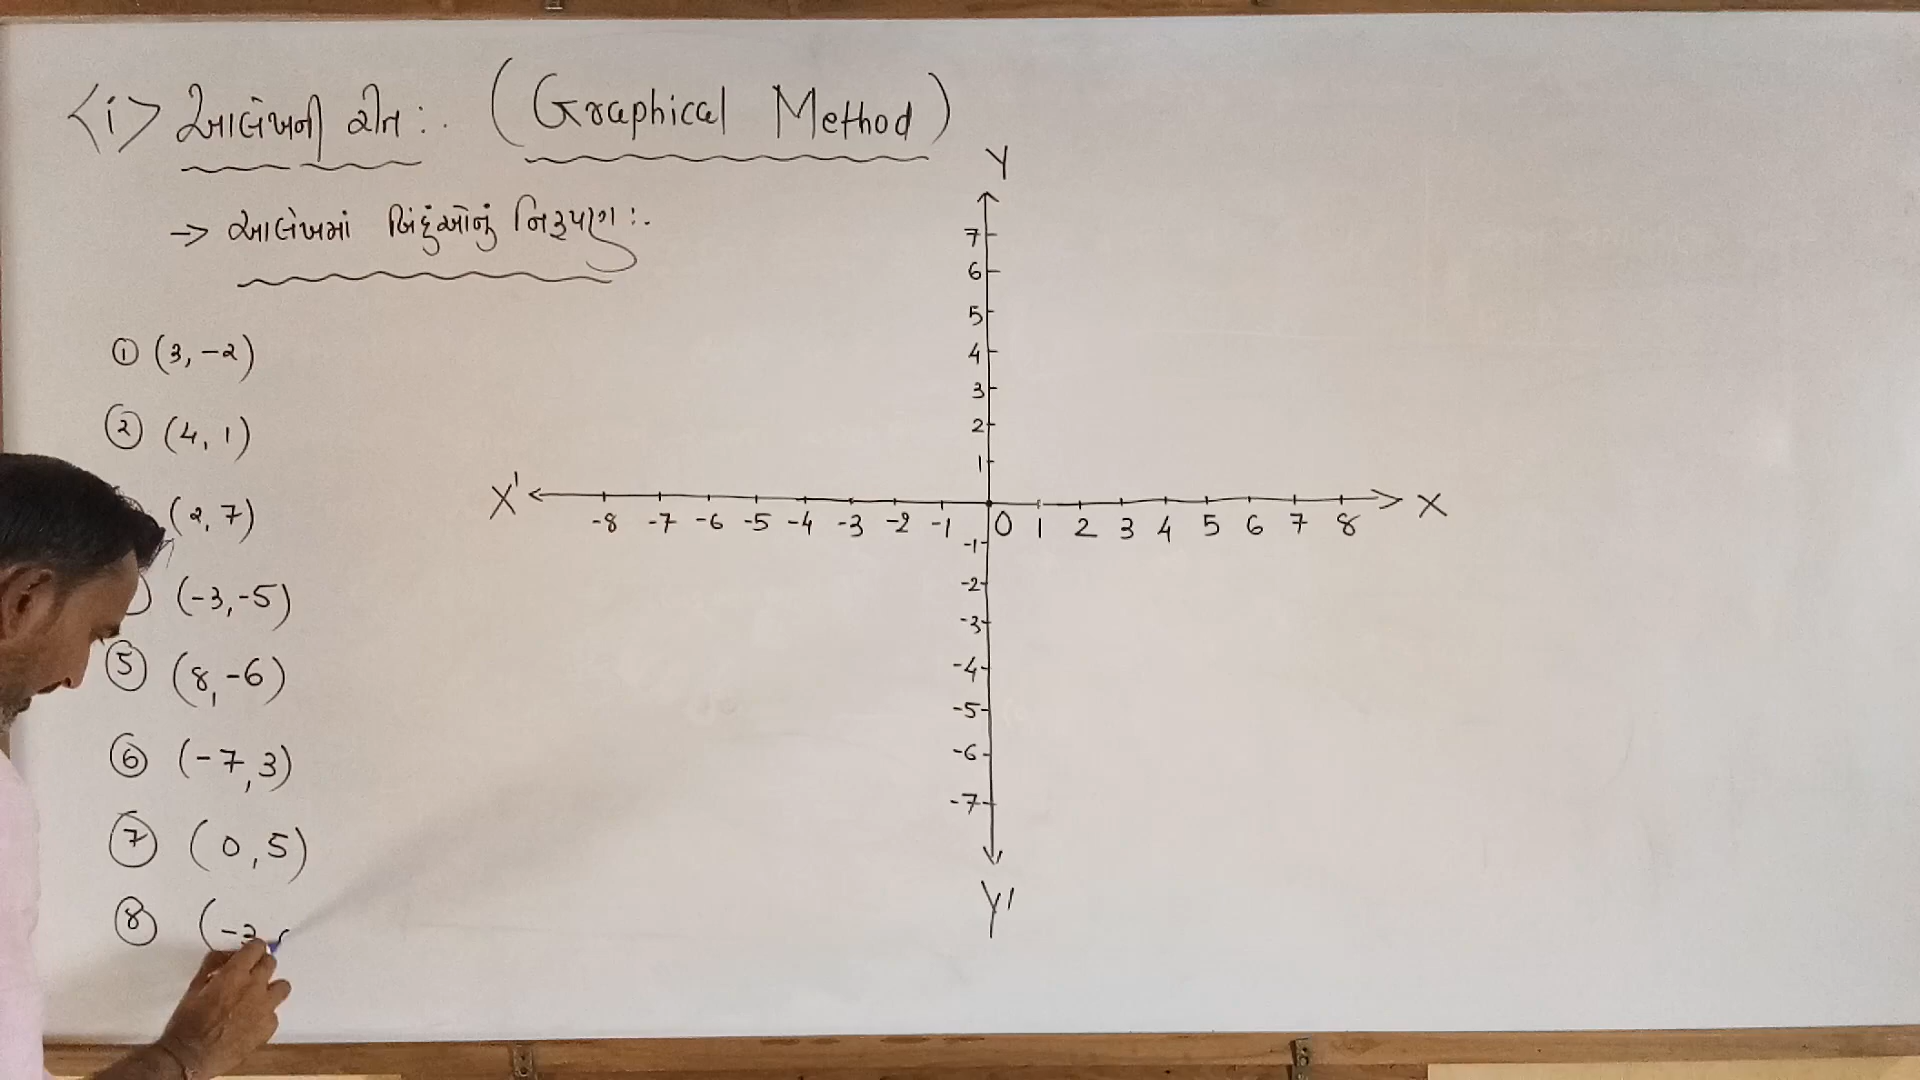 <i> આલેખની રીત:. (Graphical Method)
→ આલેખમાં બિંદુઓનું નિરૂપણ:.
① (3, -2)
② (4, 1)
(2, 7)
(-3, -5)
⑤ (8, -6)
⑥ (-7, 3)
⑦ (0, 5)
⑧ (-3
Y
7
6
5
4
3
2
1
X' -8 -7 -6 -5 -4 -3 -2 -1 0 1 2 3 4 5 6 7 8 X
-1
-2
-3
-4
-5
-6
-7
Y'